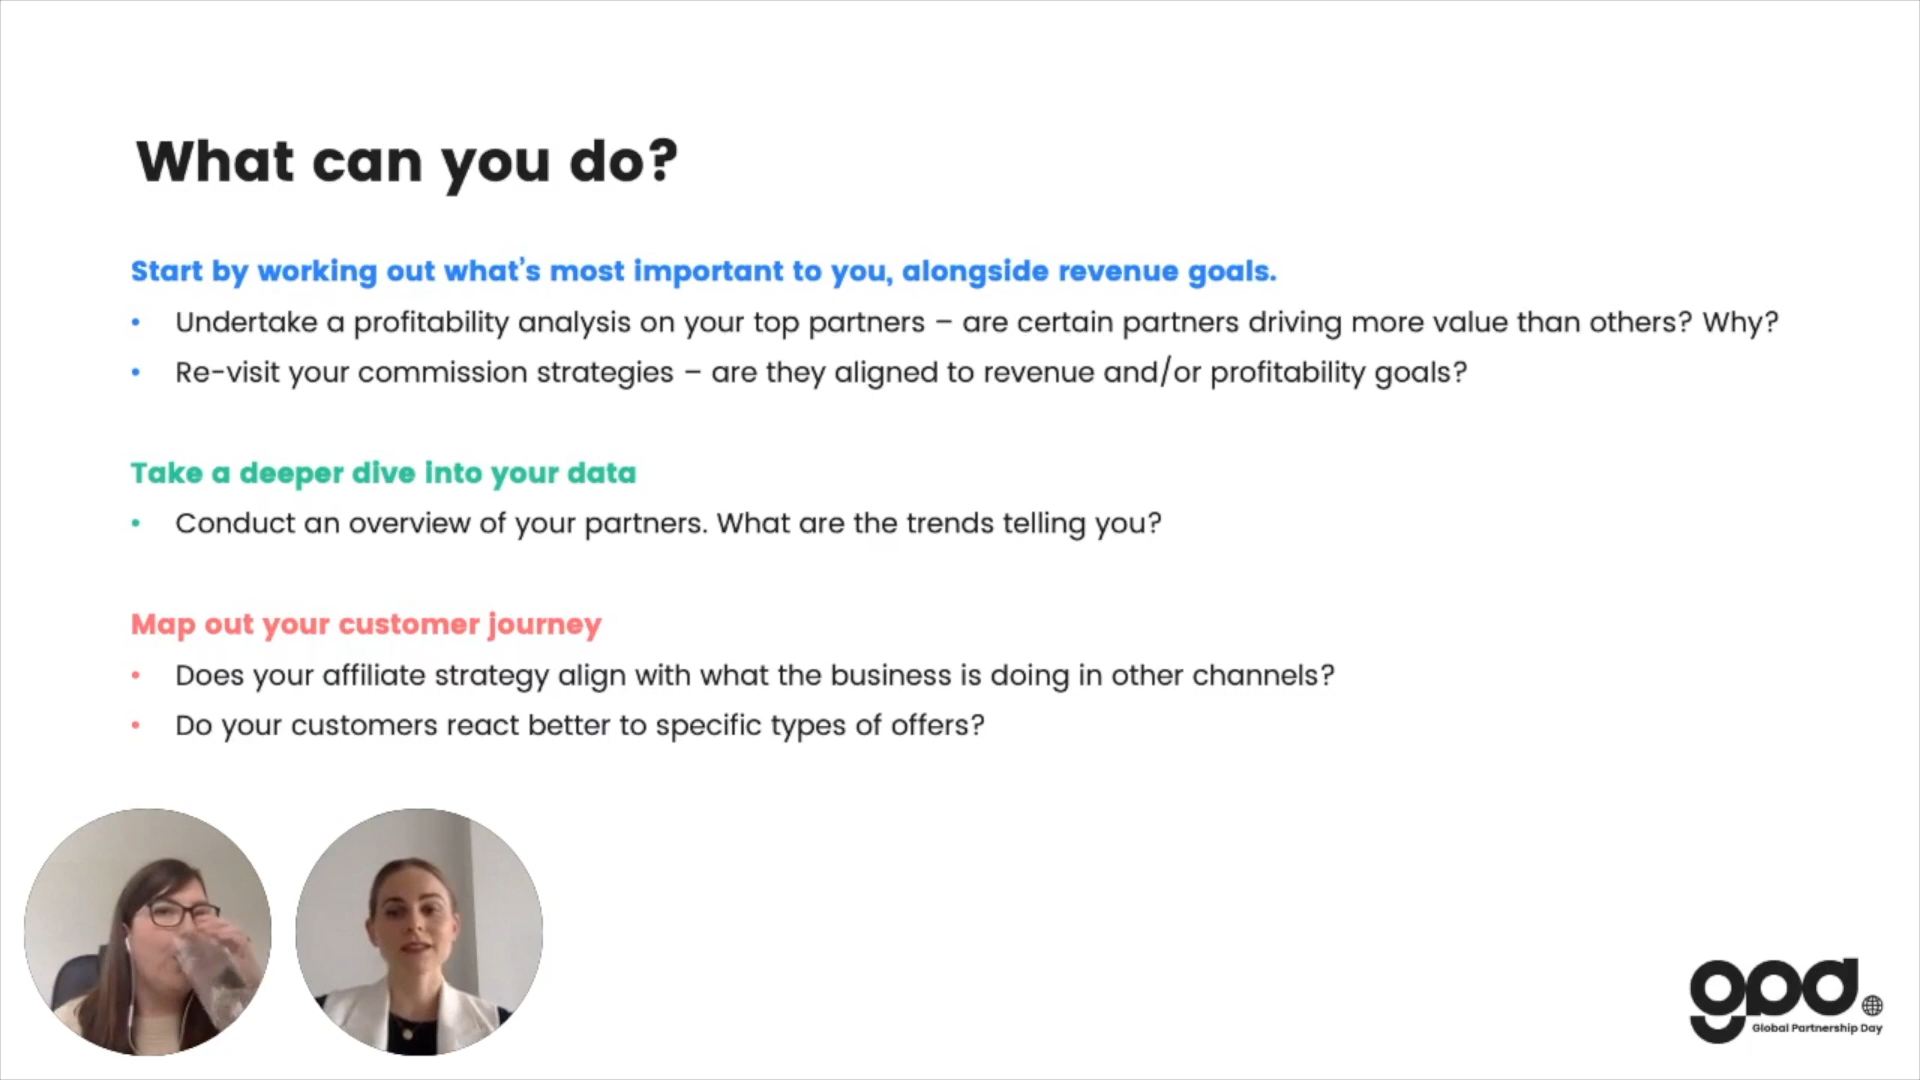 What can you do?
Start by working out what’s most important to you, alongside revenue goals.
• Undertake a profitability analysis on your top partners – are certain partners driving more value than others? Why?
• Re-visit your commission strategies – are they aligned to revenue and/or profitability goals?
Take a deeper dive into your data
• Conduct an overview of your partners. What are the trends telling you?
Map out your customer journey
• Does your affiliate strategy align with what the business is doing in other channels?
• Do your customers react better to specific types of offers?
gpd.
Global Partnership Day